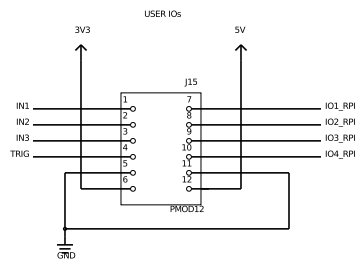 USER IOs
3V3 5V
J15
1 7
IN1 IO1_RPI
2 8
IN2 IO2_RPI
3 9
IN3 IO3_RPI
4 10
TRIG IO4_RPI
5 11
6 12
PMOD12
GND